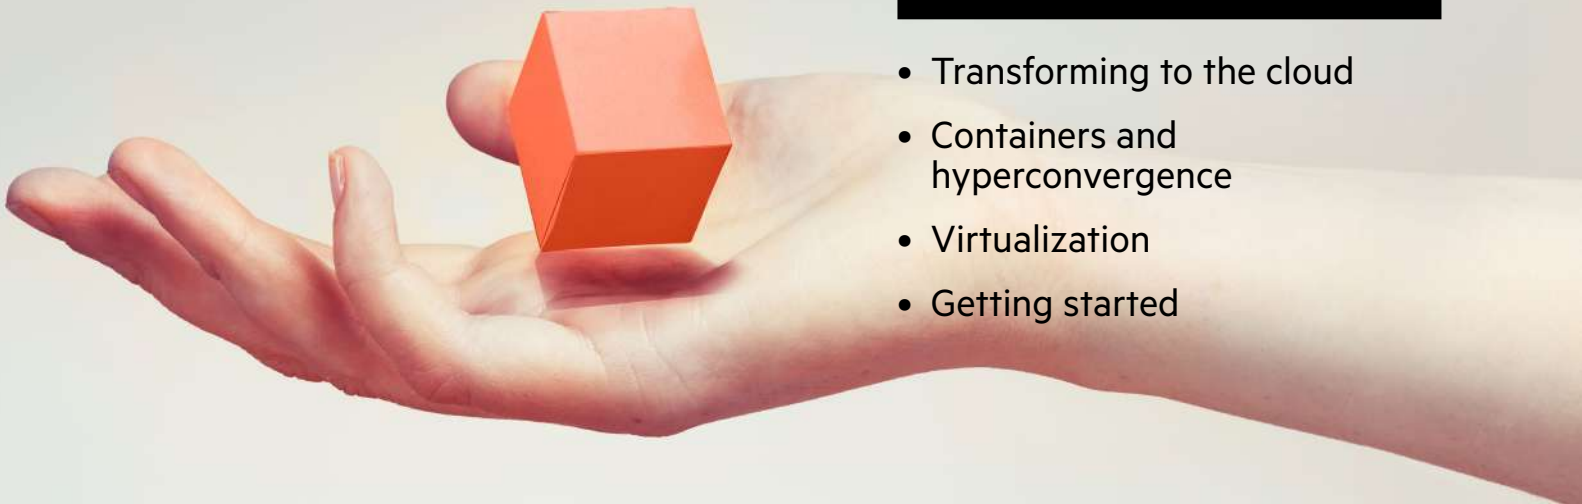 • Transforming to the cloud
• Containers and
hyperconvergence
• Virtualization
• Getting started